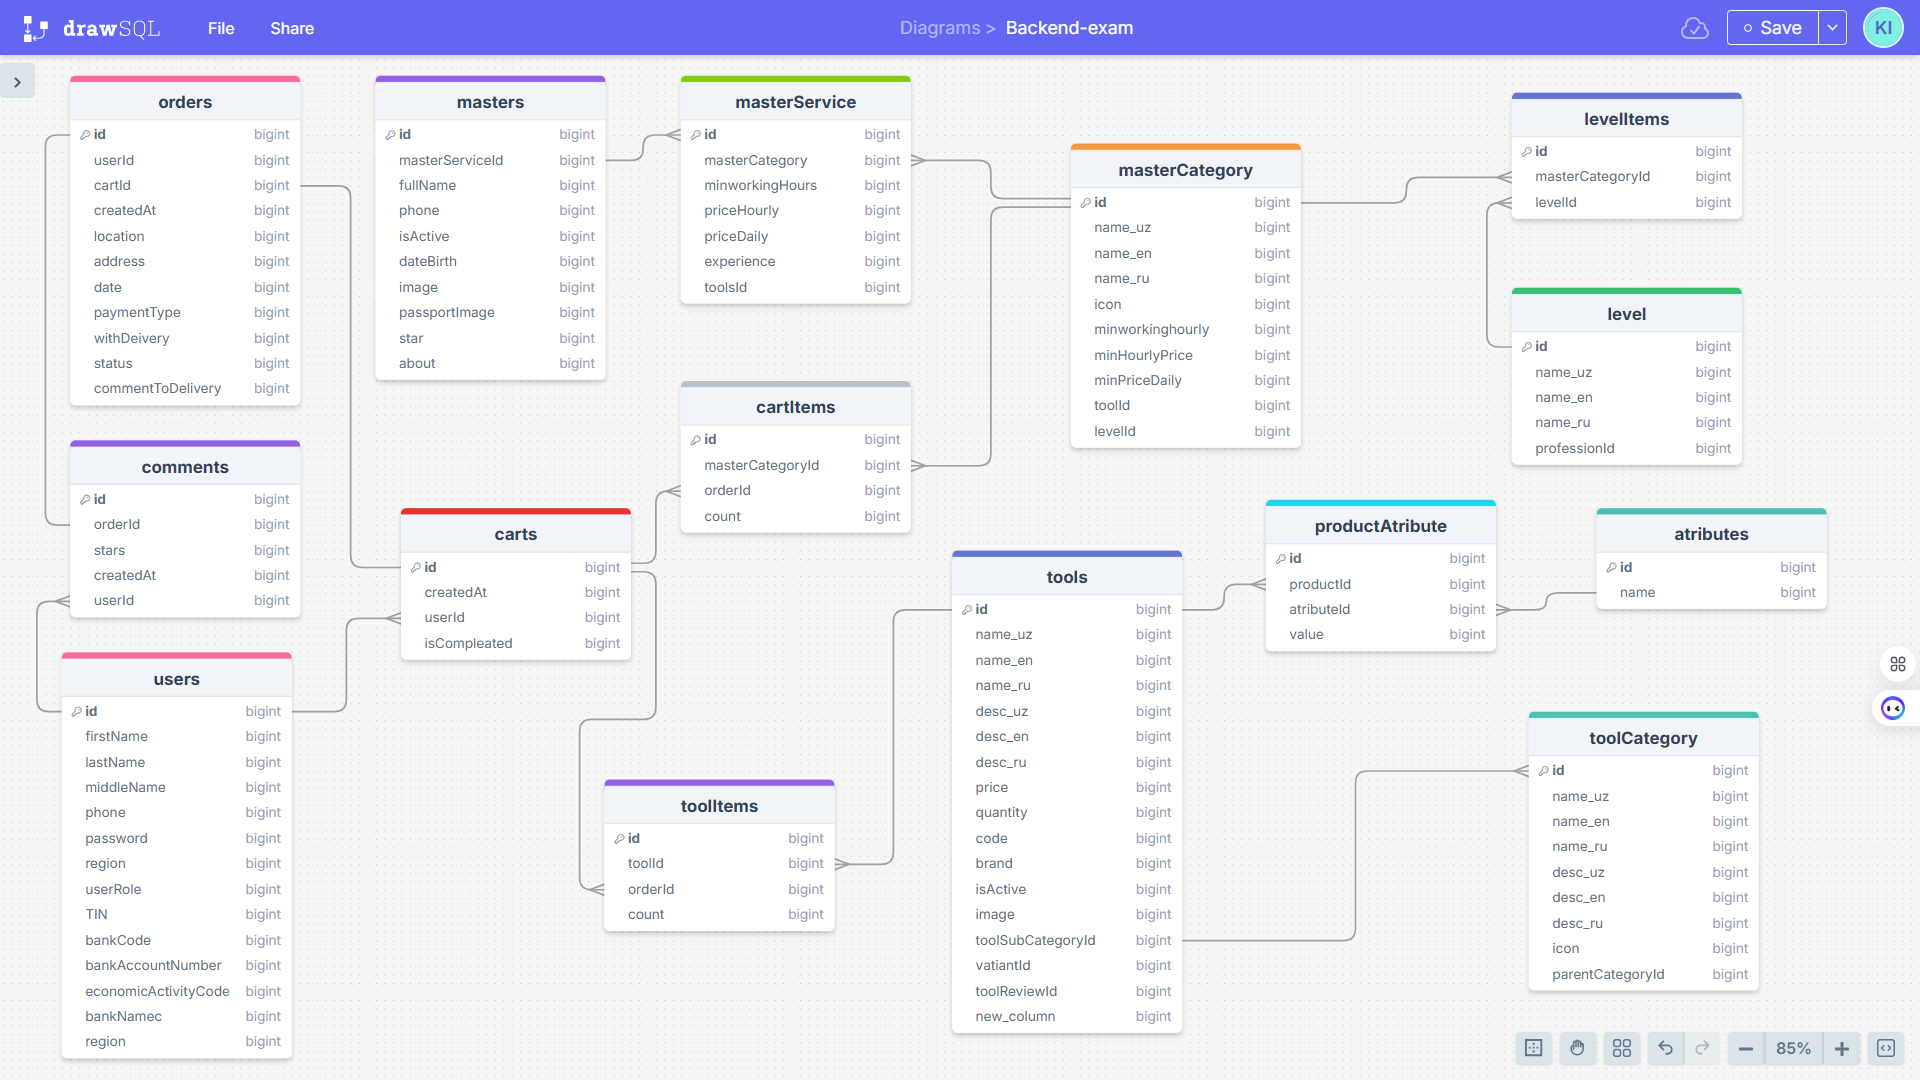 drawSQL
File
Share
Diagrams > Backend-exam
Save
KI
orders
id bigint
userId bigint
cartId bigint
createdAt bigint
location bigint
address bigint
date bigint
paymentType bigint
withDeivery bigint
status bigint
commentToDelivery bigint
masters
id bigint
masterServiceId bigint
fullName bigint
phone bigint
isActive bigint
dateBirth bigint
image bigint
passportImage bigint
star bigint
about bigint
masterService
id bigint
masterCategory bigint
minworkingHours bigint
priceHourly bigint
priceDaily bigint
experience bigint
toolsId bigint
masterCategory
id bigint
name_uz bigint
name_en bigint
name_ru bigint
icon bigint
minworkinghourly bigint
minHourlyPrice bigint
minPriceDaily bigint
toolId bigint
levelId bigint
levelItems
id bigint
masterCategoryId bigint
levelId bigint
level
id bigint
name_uz bigint
name_en bigint
name_ru bigint
professionId bigint
comments
id bigint
orderId bigint
stars bigint
createdAt bigint
userId bigint
carts
id bigint
createdAt bigint
userId bigint
isCompleated bigint
cartItems
id bigint
masterCategoryId bigint
orderId bigint
count bigint
tools
id bigint
name_uz bigint
name_en bigint
name_ru bigint
desc_uz bigint
desc_en bigint
desc_ru bigint
price bigint
quantity bigint
code bigint
brand bigint
isActive bigint
image bigint
toolSubCategoryId bigint
vatiantId bigint
toolReviewId bigint
new_column bigint
productAtribute
id bigint
productId bigint
atributeId bigint
value bigint
atributes
id bigint
name bigint
users
id bigint
firstName bigint
lastName bigint
middleName bigint
phone bigint
password bigint
region bigint
userRole bigint
TIN bigint
bankCode bigint
bankAccountNumber bigint
economicActivityCode bigint
bankNamec bigint
region bigint
toolItems
id bigint
toolId bigint
orderId bigint
count bigint
toolCategory
id bigint
name_uz bigint
name_en bigint
name_ru bigint
desc_uz bigint
desc_en bigint
desc_ru bigint
icon bigint
parentCategoryId bigint
85%